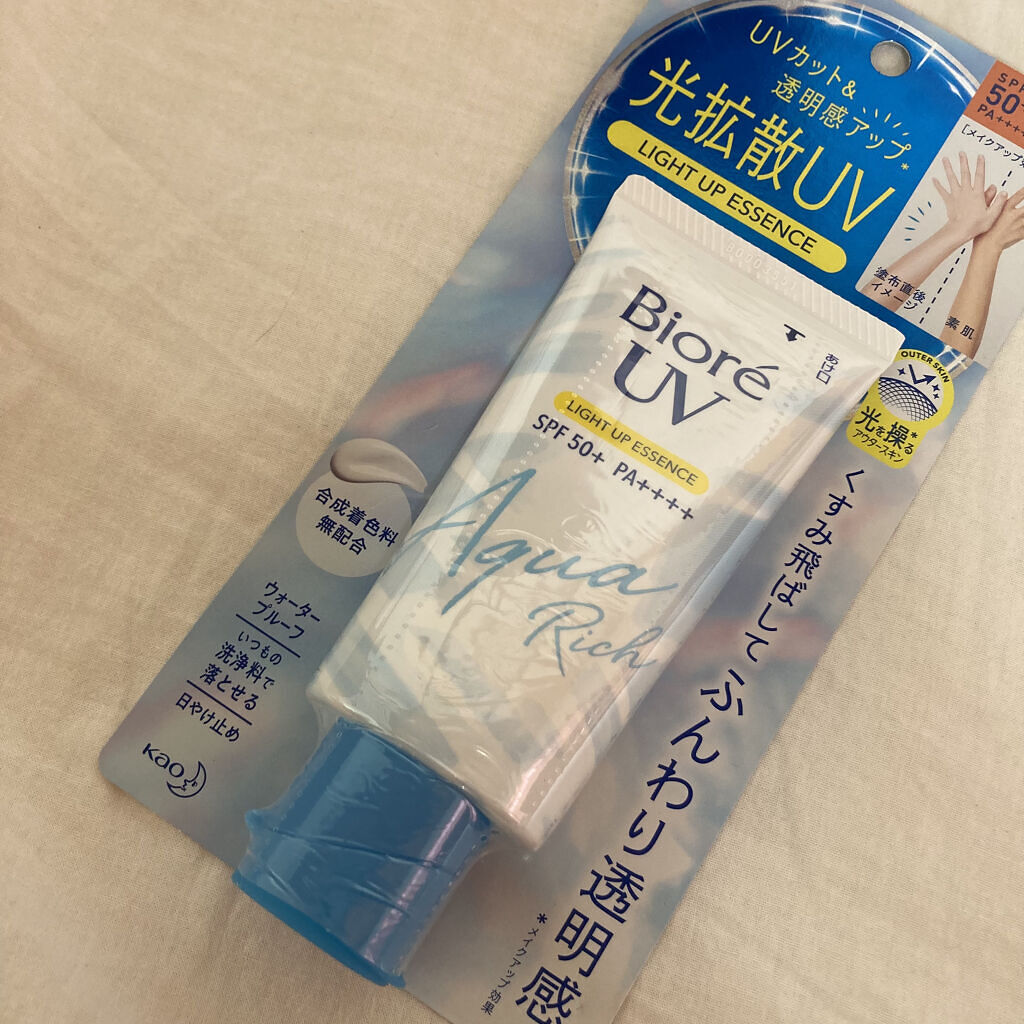 UVカット&
透明感アップ*
光拡散UV
LIGHT UP ESSENCE
SPF
50+
PA++++
[メイクアップ効
塗布直後
イメージ
素肌
OUTER SKIN
光を操る*
アウタースキン
Bioré
UV
あけ口
LIGHT UP ESSENCE
SPF 50+ PA++++
Aqua
Rich
合成着色料
無配合
ウォーター
プルーフ
いつもの
洗浄料で
落とせる
日やけ止め
Kao
くすみ飛ばして
ふんわり透明感
*メイクアップ効果